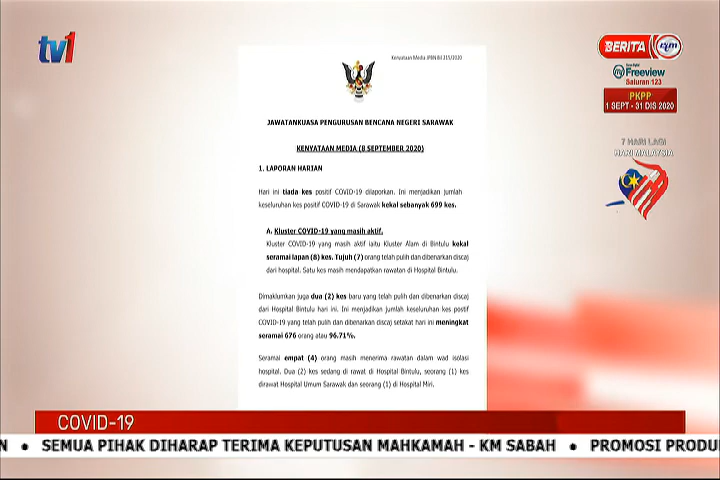 tv1
BERITA rtm
my Freeview
Saluran 123
PKPP
1 SEPT - 31 DIS 2020
7 HARI LAGI
HARI MALAYSIA
JAWATANKUASA PENGURUSAN BENCANA NEGERI SARAWAK
KENYATAAN MEDIA (8 SEPTEMBER 2020)
1. LAPORAN HARIAN
Hari ini tiada kes positif COVID-19 dilaporkan. Ini menjadikan jumlah
keseluruhan kes positif COVID-19 di Sarawak kekal sebanyak 699 kes.
A. Kluster COVID-19 yang masih aktif.
Kluster COVID-19 yang masih aktif iaitu Kluster Alam di Bintulu kekal
seramai lapan (8) kes. Tujuh (7) orang telah pulih dan dibenarkan discaj
dari hospital. Satu kes masih mendapatkan rawatan di Hospital Bintulu.
Dimaklumkan juga dua (2) kes baru yang telah pulih dan dibenarkan discaj
dari Hospital Bintulu hari ini. Ini menjadikan jumlah keseluruhan kes postif
COVID-19 yang telah pulih dan dibenarkan discaj setakat hari ini meningkat
seramai 676 orang atau 96.71%.
Seramai empat (4) orang masih menerima rawatan dalam wad isolasi
hospital. Dua (2) kes sedang di rawat di Hospital Bintulu, seorang (1) kes
dirawat Hospital Umum Sarawak dan seorang (1) di Hospital Miri.
COVID-19
N • SEMUA PIHAK DIHARAP TERIMA KEPUTUSAN MAHKAMAH - KM SABAH • PROMOSI PRODU